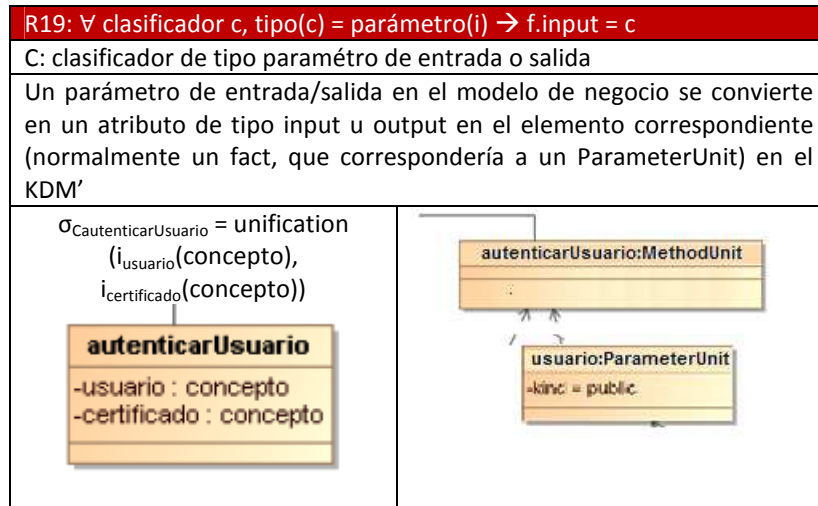 R19: ∀ clasificador c, tipo(c) = parámetro(i) → f.input = c
C: clasificador de tipo paramétro de entrada o salida
Un parámetro de entrada/salida en el modelo de negocio se convierte
en un atributo de tipo input u output en el elemento correspondiente
(normalmente un fact, que correspondería a un ParameterUnit) en el
KDM’
σCautenticarUsuario = unification
(iusuario(concepto),
icertificado(concepto))
autenticarUsuario
-usuario : concepto
-certificado : concepto
autenticarUsuario:MethodUnit
usuario:ParameterUnit
-kind = public